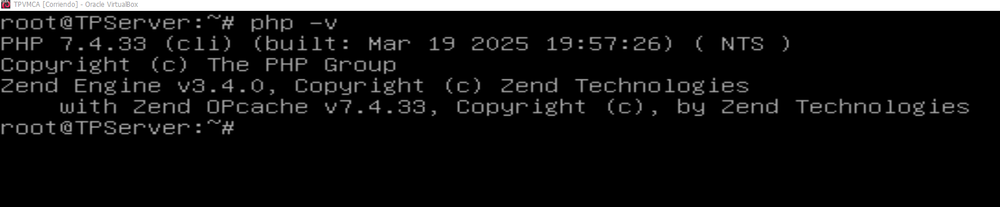 TPVMCA [Corriendo] - Oracle VirtualBox
root@TPServer:~# php -v
PHP 7.4.33 (cli) (built: Mar 19 2025 19:57:26) ( NTS )
Copyright (c) The PHP Group
Zend Engine v3.4.0, Copyright (c) Zend Technologies
    with Zend OPcache v7.4.33, Copyright (c), by Zend Technologies
root@TPServer:~#